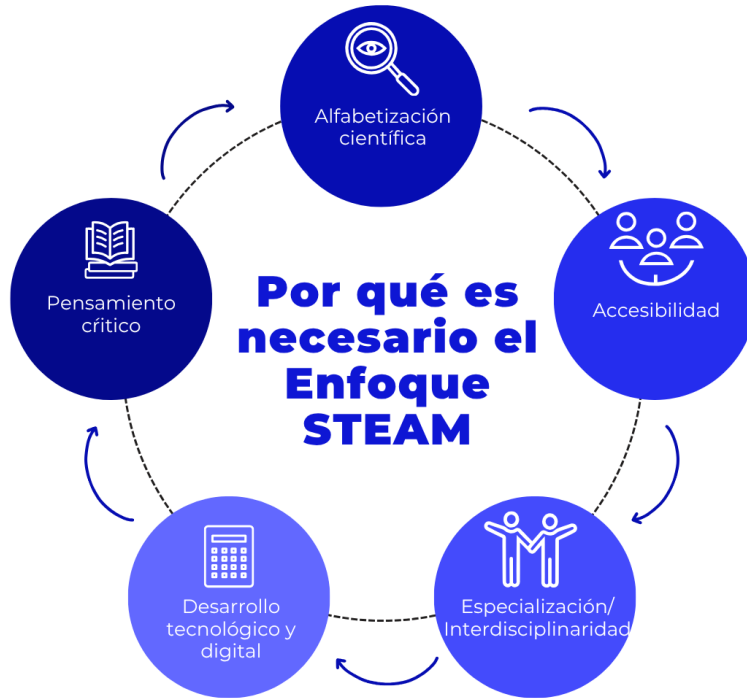 Alfabetización
científica
Accesibilidad
Especialización/
Interdisciplinaridad
Desarrollo
tecnológico y
digital
Pensamiento
crítico
Por qué es
necesario el
Enfoque
STEAM